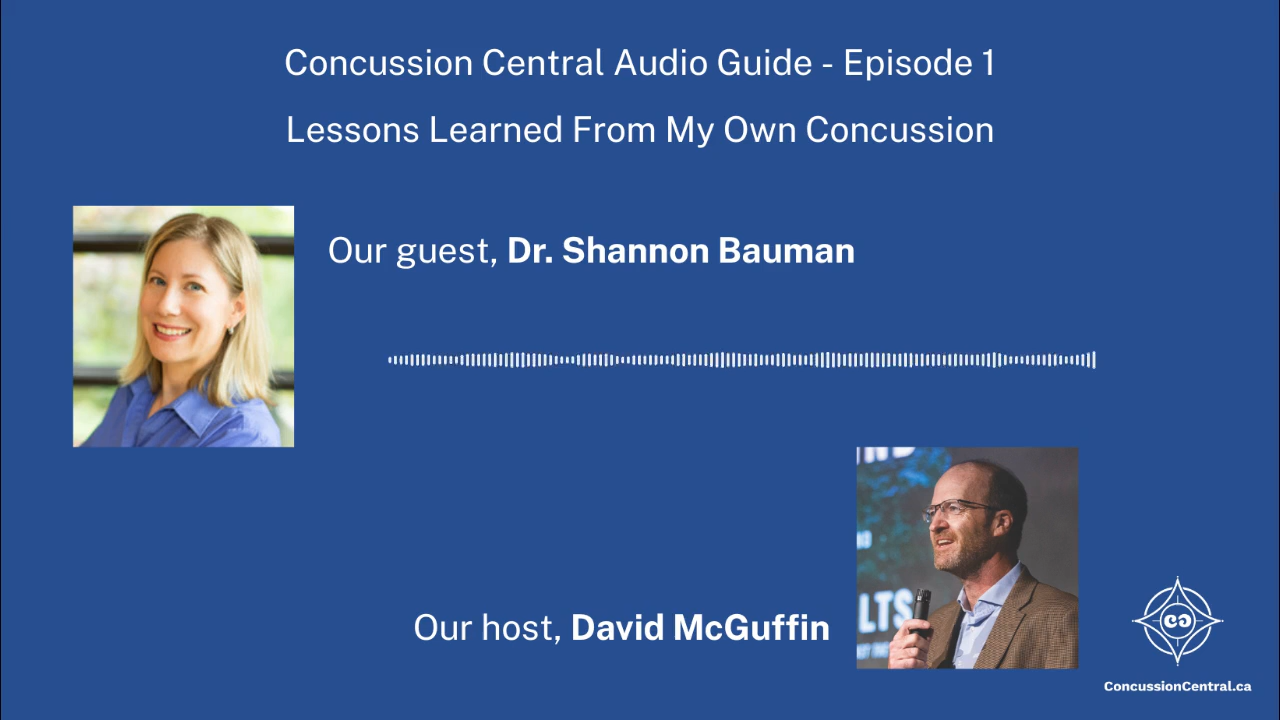 Concussion Central Audio Guide - Episode 1
Lessons Learned From My Own Concussion
Our guest, Dr. Shannon Bauman
LTS
Our host, David McGuffin
ConcussionCentral.ca